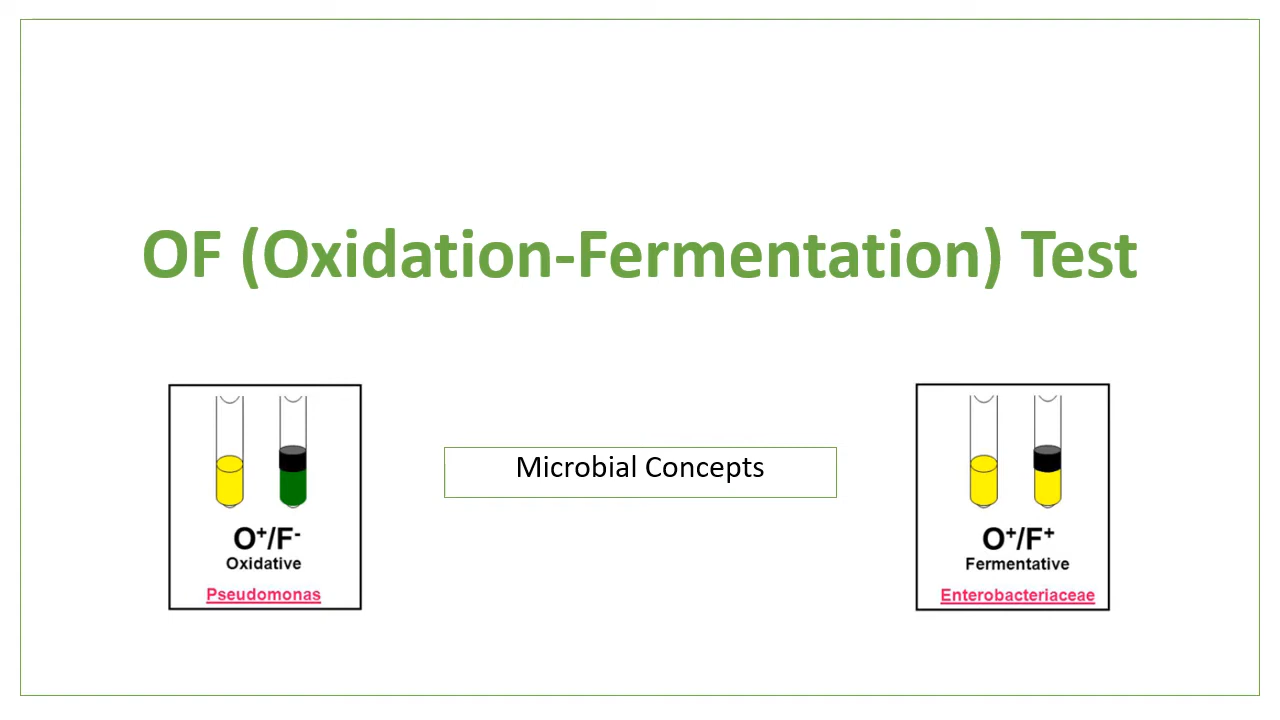 OF (Oxidation-Fermentation) Test
Microbial Concepts
O⁺/F⁻
Oxidative
Pseudomonas
O⁺/F⁺
Fermentative
Enterobacteriaceae